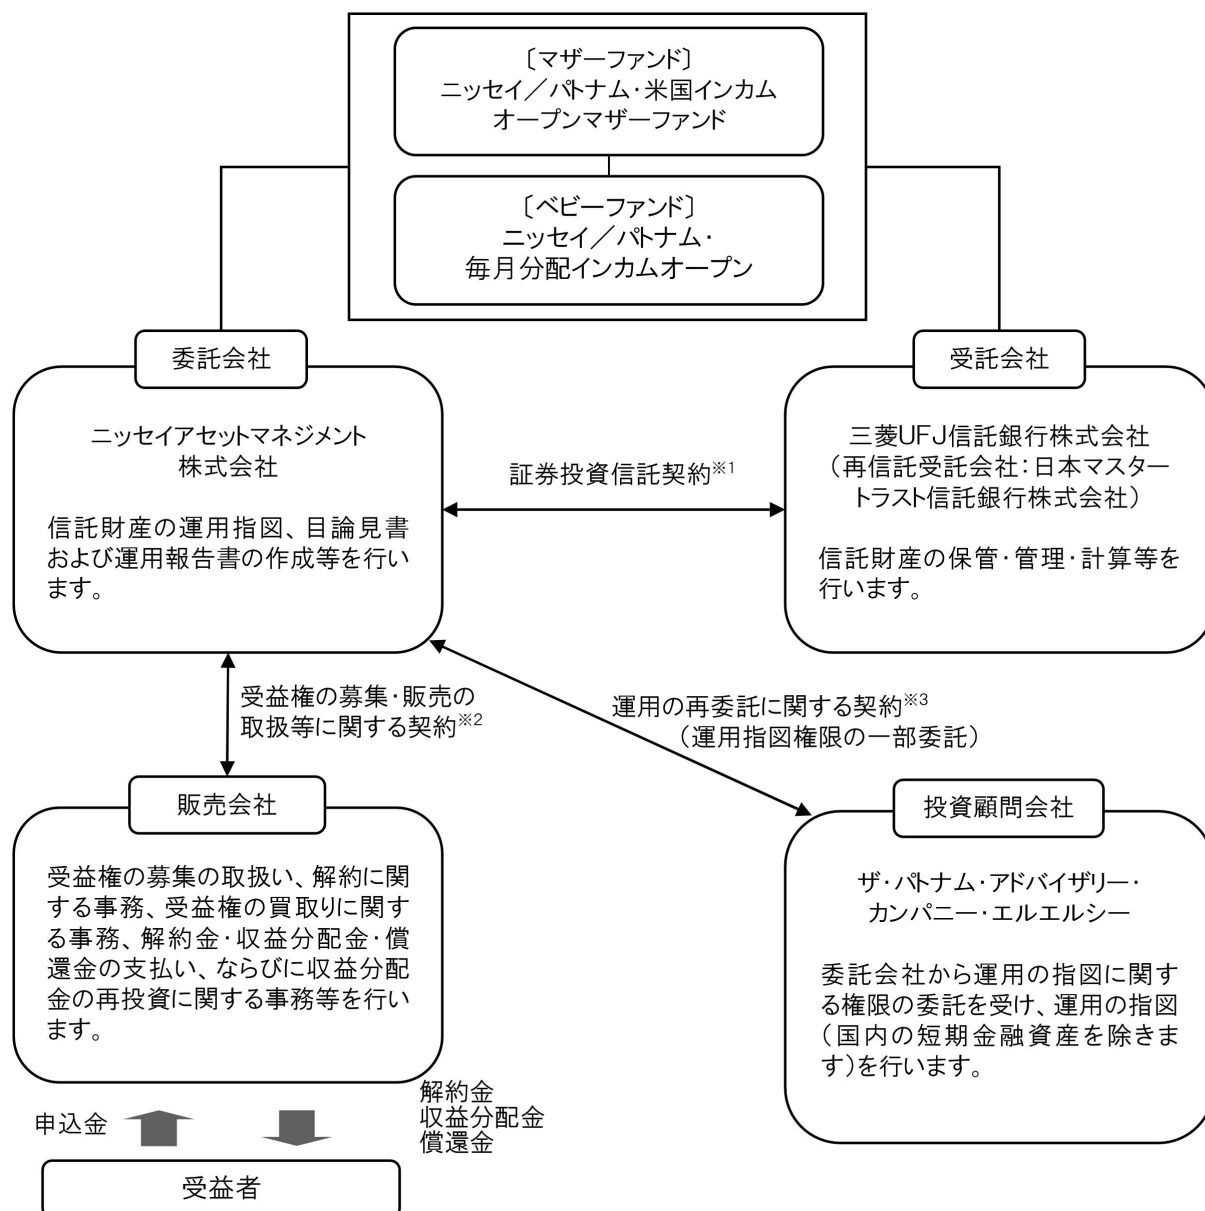 〔マザーファンド〕
ニッセイ／パトナム・米国インカム
オープンマザーファンド
〔ベビーファンド〕
ニッセイ／パトナム・
毎月分配インカムオープン
委託会社
ニッセイアセットマネジメント
株式会社
信託財産の運用指図、目論見書
および運用報告書の作成等を行い
ます。
証券投資信託契約※1
受託会社
三菱UFJ信託銀行株式会社
（再信託受託会社：日本マスター
トラスト信託銀行株式会社）
信託財産の保管・管理・計算等を
行います。
受益権の募集・販売の
取扱等に関する契約※2
運用の再委託に関する契約※3
（運用指図権限の一部委託）
販売会社
受益権の募集の取扱い、解約に関
する事務、受益権の買取りに関す
る事務、解約金・収益分配金・償
還金の支払い、ならびに収益分配
金の再投資に関する事務等を行い
ます。
投資顧問会社
ザ・パトナム・アドバイザリー・
カンパニー・エルエルシー
委託会社から運用の指図に関す
る権限の委託を受け、運用の指図
（国内の短期金融資産を除きま
す）を行います。
申込金
解約金
収益分配金
償還金
受益者